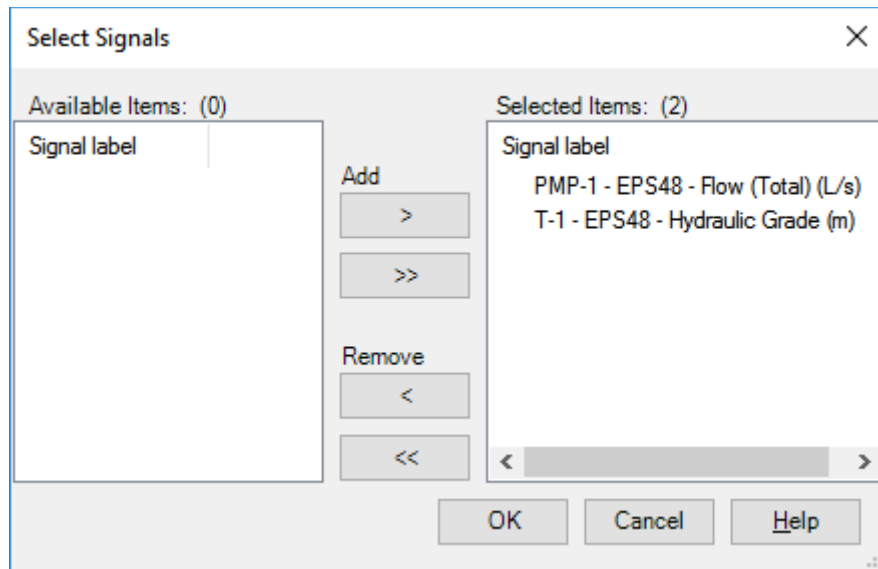 Select Signals
Available Items: (0)
Signal label
Add
>
>>
Remove
<
<<
Selected Items: (2)
Signal label
PMP-1 - EPS48 - Flow (Total) (L/s)
T-1 - EPS48 - Hydraulic Grade (m)
OK
Cancel
Help